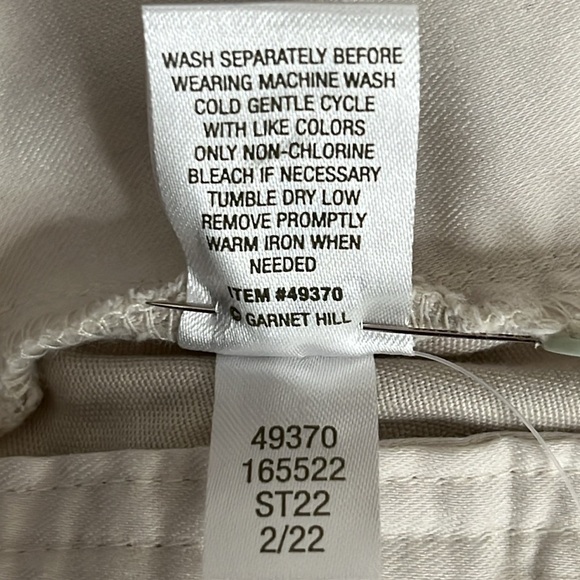 WASH SEPARATELY BEFORE
WEARING MACHINE WASH
COLD GENTLE CYCLE
WITH LIKE COLORS
ONLY NON-CHLORINE
BLEACH IF NECESSARY
TUMBLE DRY LOW
REMOVE PROMPTLY
WARM IRON WHEN
NEEDED
ITEM #49370
© GARNET HILL
49370
165522
ST22
2/22